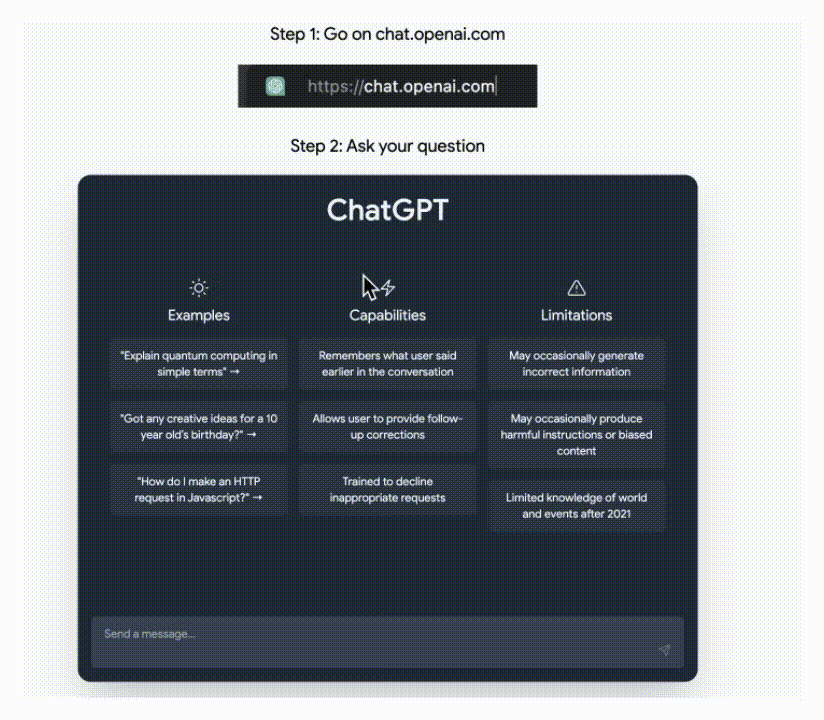 Step 1: Go on chat.openai.com
https://chat.openai.com
Step 2: Ask your question
ChatGPT
Examples
"Explain quantum computing in
simple terms" →
"Got any creative ideas for a 10
year old's birthday?" →
"How do I make an HTTP
request in Javascript?" →
Capabilities
Remembers what user said
earlier in the conversation
Allows user to provide follow-
up corrections
Trained to decline
inappropriate requests
Limitations
May occasionally generate
incorrect information
May occasionally produce
harmful instructions or biased
content
Limited knowledge of world
and events after 2021
Send a message...